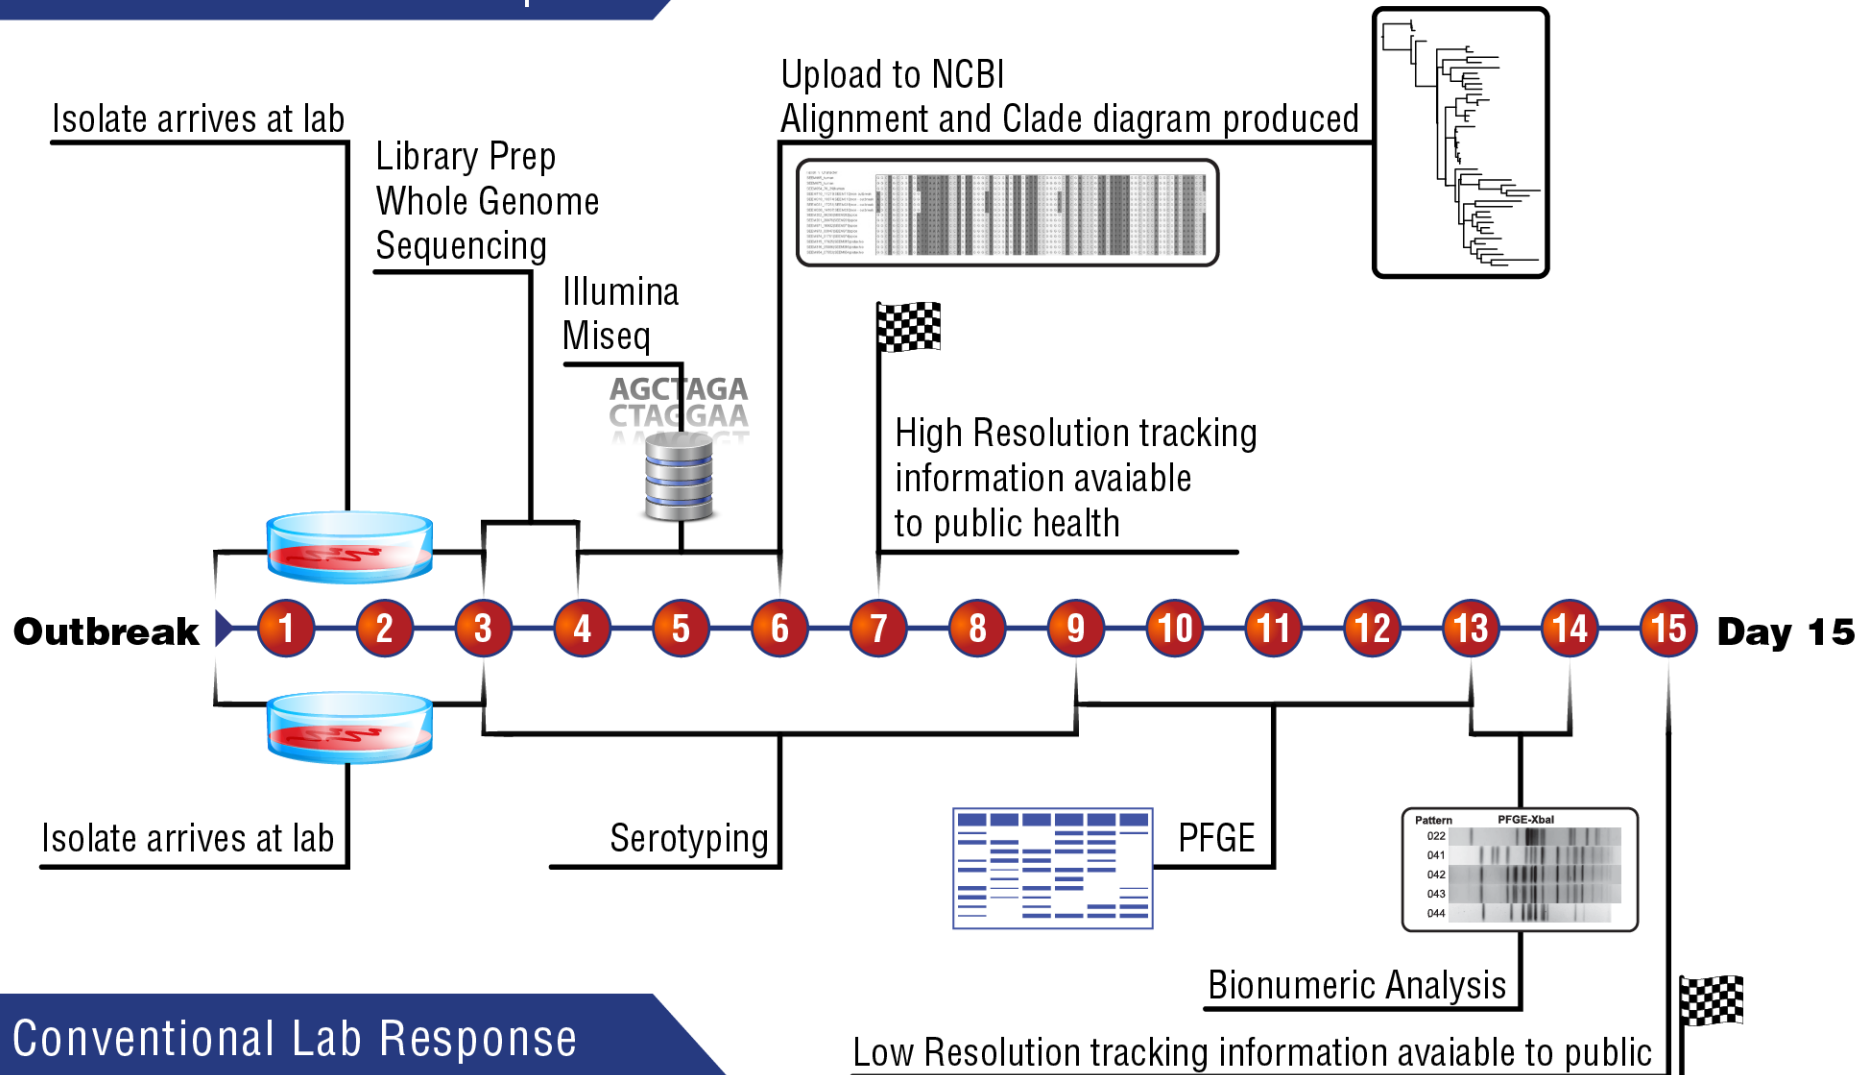 Isolate arrives at lab
Library Prep
Whole Genome
Sequencing
Illumina
Miseq
AGCTAGA
CTAGGAA
Upload to NCBI
Alignment and Clade diagram produced
High Resolution tracking
information avaiable
to public health
Outbreak 1 2 3 4 5 6 7 8 9 10 11 12 13 14 15 Day 15
Isolate arrives at lab
Serotyping
PFGE
Pattern PFGE-XbaI
022
041
042
043
044
Bionumeric Analysis
Conventional Lab Response
Low Resolution tracking information avaiable to public